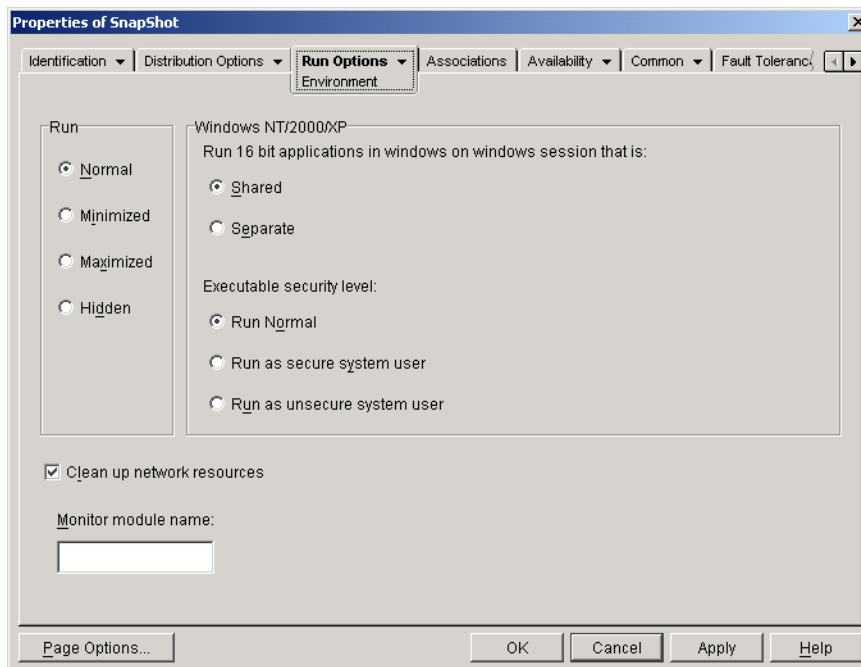 Properties of SnapShot
Identification Distribution Options Run Options Associations Availability Common Fault Toleranc
Environment
Run
Windows NT/2000/XP
Run 16 bit applications in windows on windows session that is:
Normal
Shared
Minimized
Separate
Maximized
Executable security level:
Hidden
Run Normal
Run as secure system user
Run as unsecure system user
Clean up network resources
Monitor module name:
Page Options... OK Cancel Apply Help